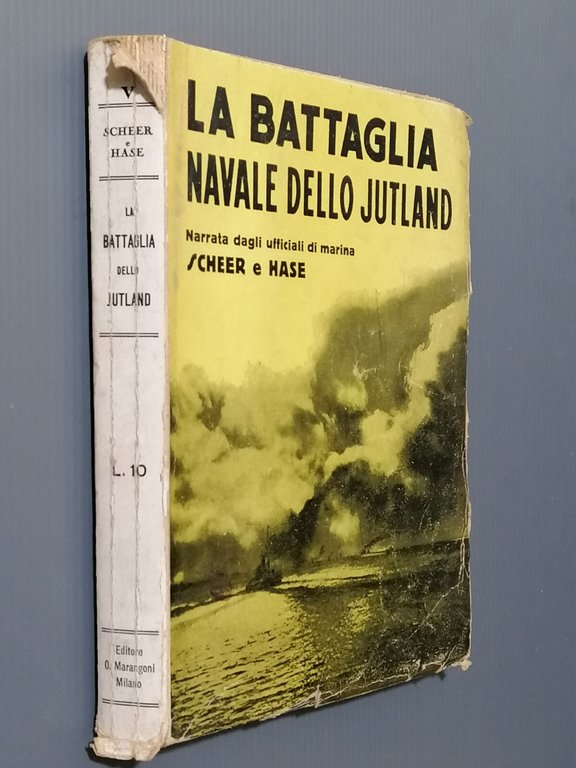 V
SCHEER
e
HASE
LA
BATTAGLIA
DELLO
JUTLAND
L. 10
Editore
O. Marangoni
Milano
LA BATTAGLIA
NAVALE DELLO JUTLAND
Narrata dagli ufficiali di marina
SCHEER e HASE